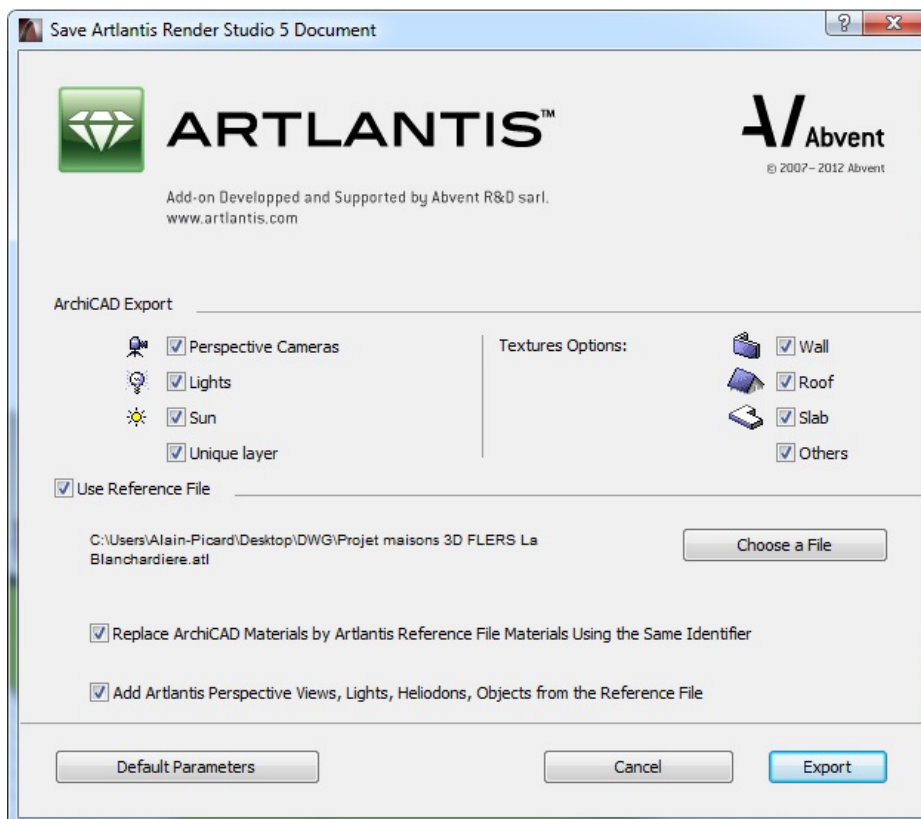 Save Artlantis Render Studio 5 Document
ARTLANTIS™
Abvent
© 2007-2012 Abvent
Add-on Developped and Supported by Abvent R&D sarl.
www.artlantis.com
ArchiCAD Export
Perspective Cameras
Textures Options:
Wall
Lights
Roof
Sun
Slab
Unique layer
Others
Use Reference File
C:\Users\Alain-Picard\Desktop\DWG\Projet maisons 3D FLERS La
Blanchardiere.atl
Choose a File
Replace ArchiCAD Materials by Artlantis Reference File Materials Using the Same Identifier
Add Artlantis Perspective Views, Lights, Heliodons, Objects from the Reference File
Default Parameters
Cancel
Export